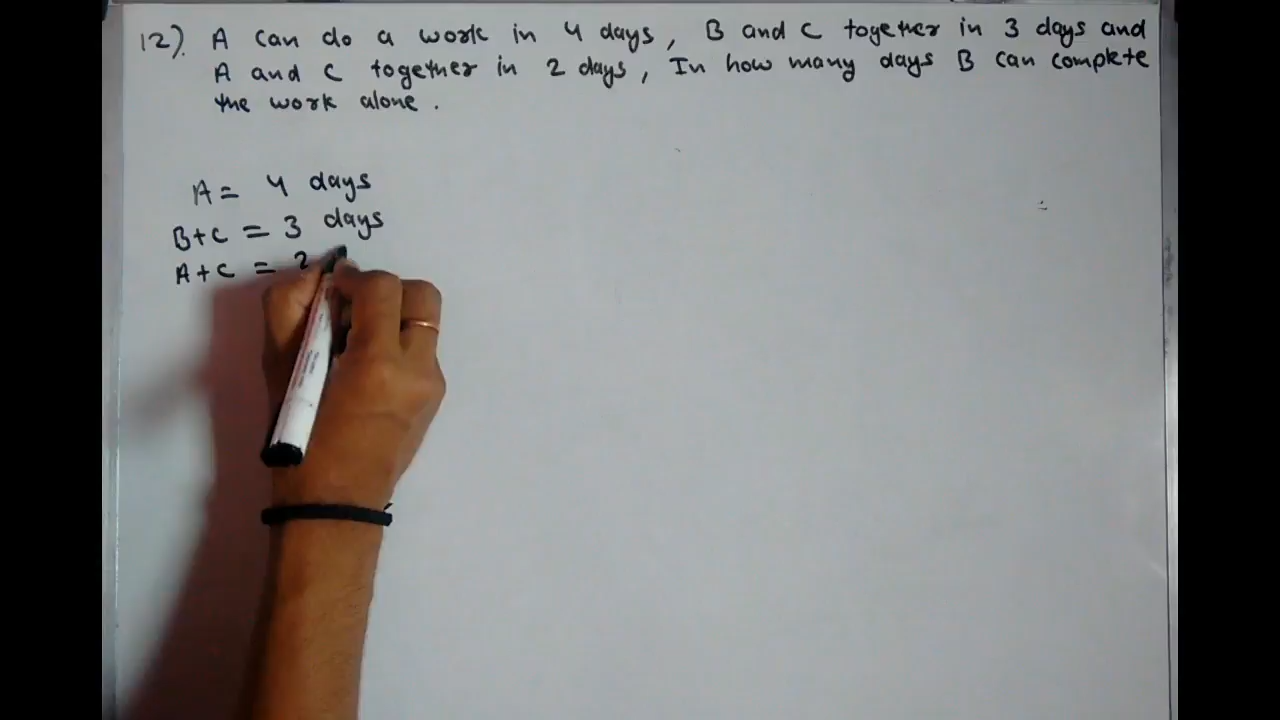 12). A can do a work in 4 days, B and C together in 3 days and
A and C together in 2 days, In how many days B can complete
the work alone.
A = 4 days
B+C = 3 days
A+C = 2